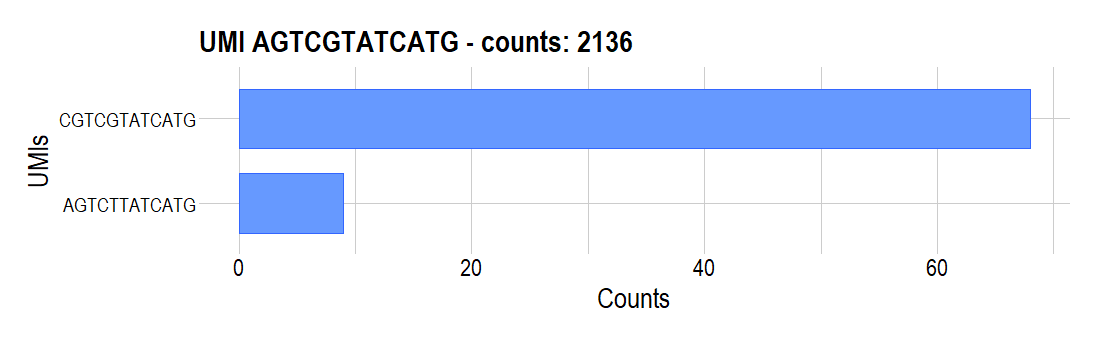 UMI AGTCGTATCATG - counts: 2136
UMIs
CGTCGTATCATG
AGTCTTATCATG
0 20 40 60
Counts